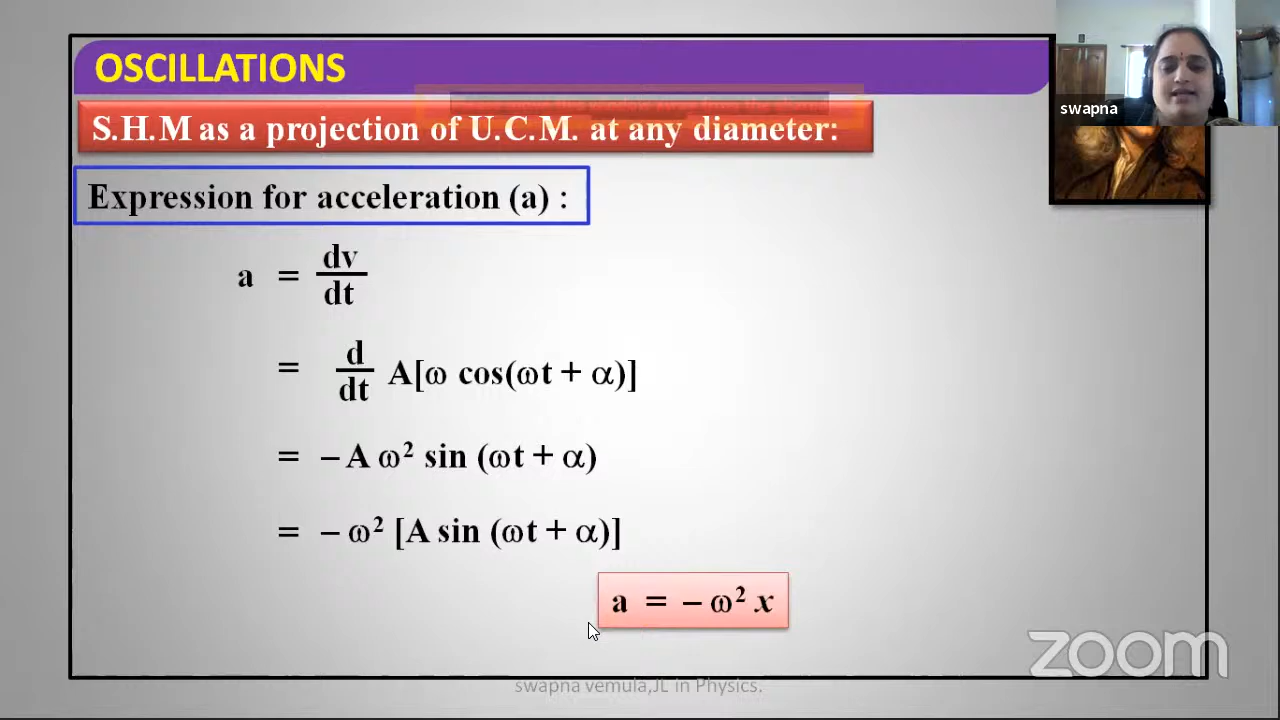 OSCILLATIONS
swapna
S.H.M as a projection of U.C.M. at any diameter:
Expression for acceleration (a) :
a = dv/dt
= d/dt A[ω cos(ωt + α)]
= – A ω² sin (ωt + α)
= – ω² [A sin (ωt + α)]
a = – ω² x
zoom
swapna vemula,JL in Physics.